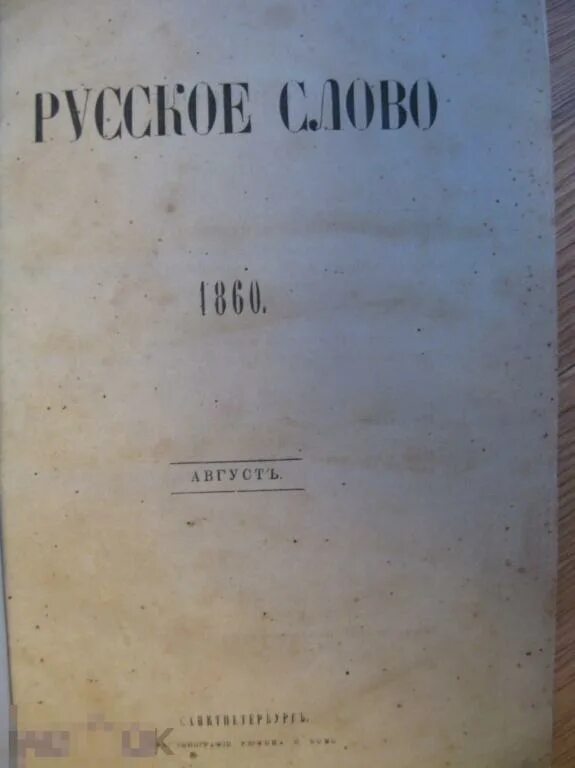 РУССКОЕ СЛОВО
1860.
АВГУСТЪ.
САНКТПЕТЕРБУРГЪ.